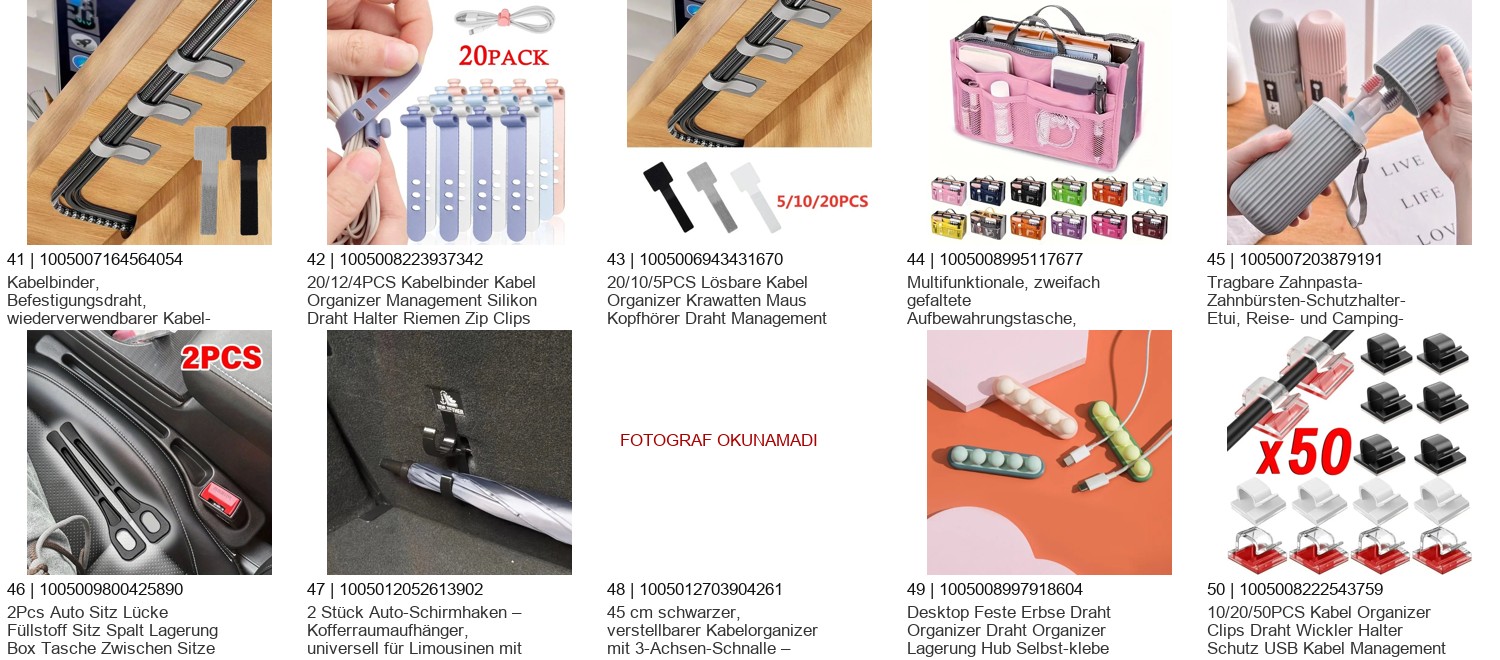 20PACK
5/10/20PCS
LIVE
LIFE
LOV
41 | 1005007164564054
Kabelbinder,
Befestigungsdraht,
wiederverwendbarer Kabel-
42 | 1005008223937342
20/12/4PCS Kabelbinder Kabel
Organizer Management Silikon
Draht Halter Riemen Zip Clips
43 | 1005006943431670
20/10/5PCS Lösbare Kabel
Organizer Krawatten Maus
Kopfhörer Draht Management
44 | 1005008995117677
Multifunktionale, zweifach
gefaltete
Aufbewahrungstasche,
45 | 1005007203879191
Tragbare Zahnpasta-
Zahnbürsten-Schutzhalter-
Etui, Reise- und Camping-
2PCS
FOTOGRAF OKUNAMADI
x50
46 | 1005009800425890
2Pcs Auto Sitz Lücke
Füllstoff Sitz Spalt Lagerung
Box Tasche Zwischen Sitze
47 | 1005012052613902
2 Stück Auto-Schirmhaken –
Kofferraumaufhänger,
universell für Limousinen mit
48 | 1005012703904261
45 cm schwarzer,
verstellbarer Kabelorganizer
mit 3-Achsen-Schnalle –
49 | 1005008997918604
Desktop Feste Erbse Draht
Organizer Draht Organizer
Lagerung Hub Selbst-klebe
50 | 1005008222543759
10/20/50PCS Kabel Organizer
Clips Draht Wickler Halter
Schutz USB Kabel Management